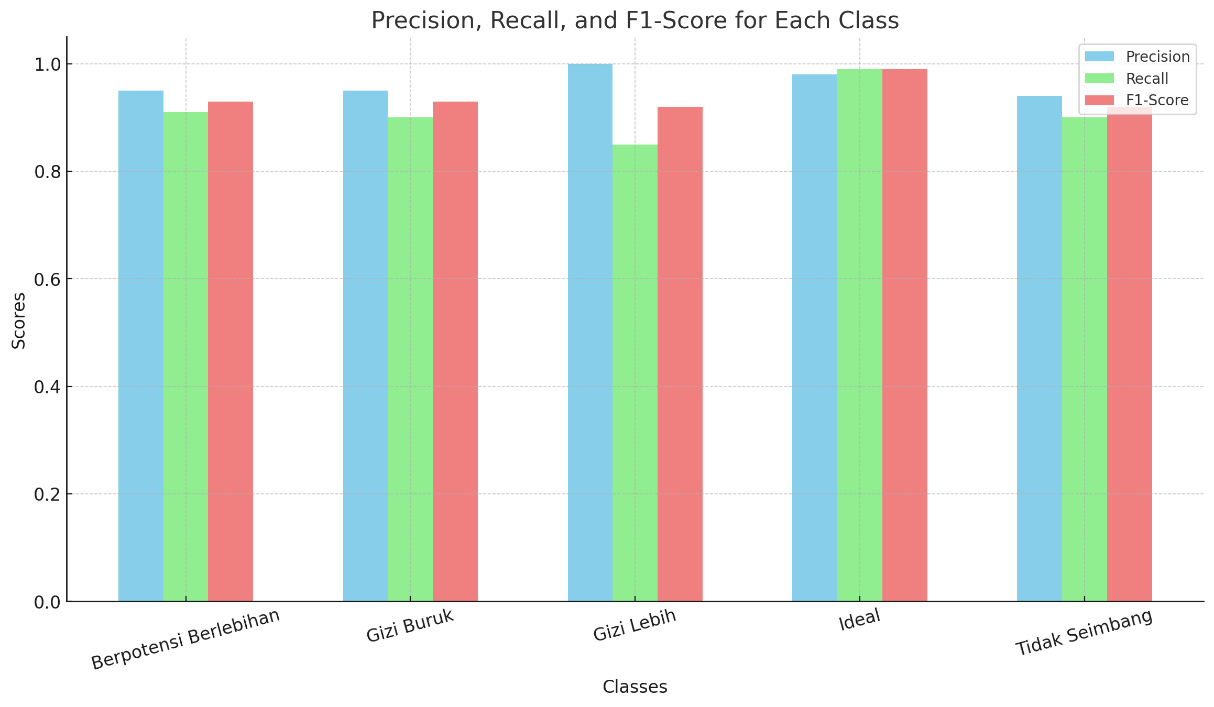 Precision, Recall, and F1-Score for Each Class
Precision
Recall
F1-Score
1.0
0.8
0.6
0.4
0.2
0.0
Scores
Berpotensi Berlebihan
Gizi Buruk
Gizi Lebih
Ideal
Tidak Seimbang
Classes